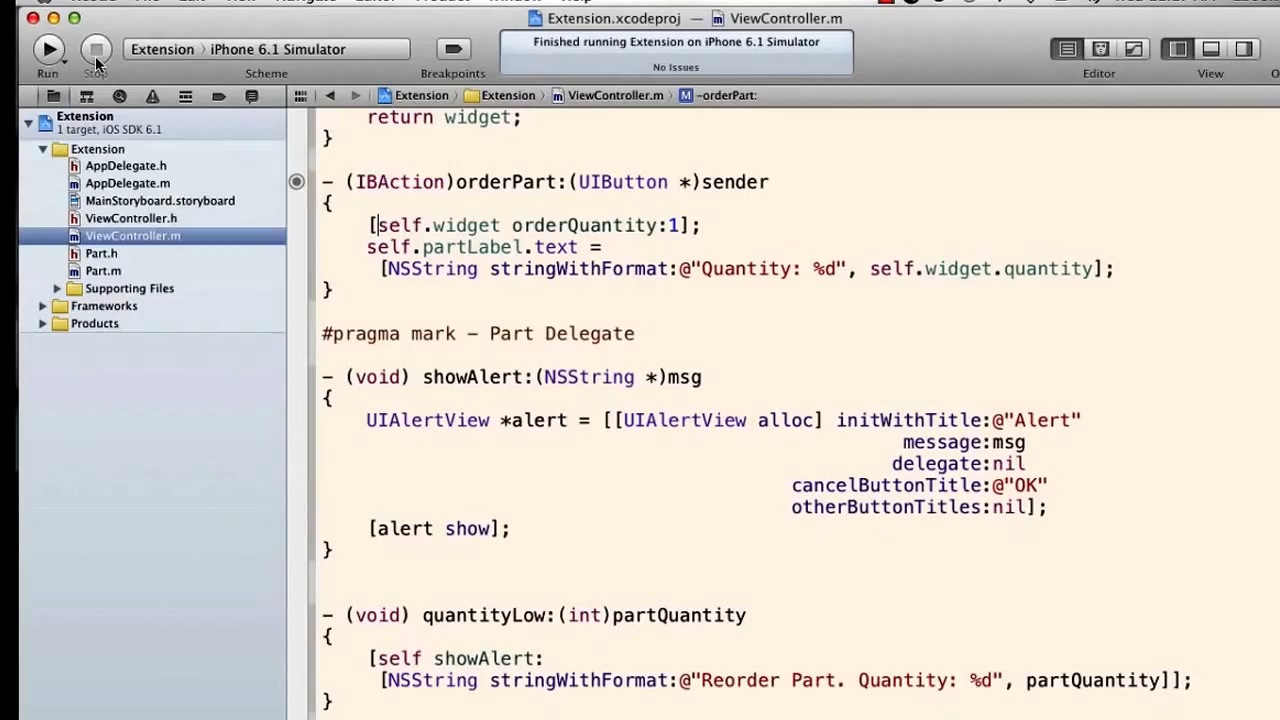 Extension.xcodeproj — ViewController.m
Extension 〉 iPhone 6.1 Simulator
Finished running Extension on iPhone 6.1 Simulator
No Issues
Run
Scheme
Breakpoints
Editor
View
Extension
Extension
ViewController.m
M
-orderPart:
Extension
1 target, iOS SDK 6.1
Extension
h AppDelegate.h
m AppDelegate.m
MainStoryboard.storyboard
h ViewController.h
m ViewController.m
h Part.h
m Part.m
Supporting Files
Frameworks
Products
return widget;
}
- (IBAction)orderPart:(UIButton *)sender
{
[self.widget orderQuantity:1];
self.partLabel.text =
[NSString stringWithFormat:@"Quantity: %d", self.widget.quantity];
}
#pragma mark - Part Delegate
- (void) showAlert:(NSString *)msg
{
UIAlertView *alert = [[UIAlertView alloc] initWithTitle:@"Alert"
message:msg
delegate:nil
cancelButtonTitle:@"OK"
otherButtonTitles:nil];
[alert show];
}
- (void) quantityLow:(int)partQuantity
{
[self showAlert:
[NSString stringWithFormat:@"Reorder Part. Quantity: %d", partQuantity]];
}